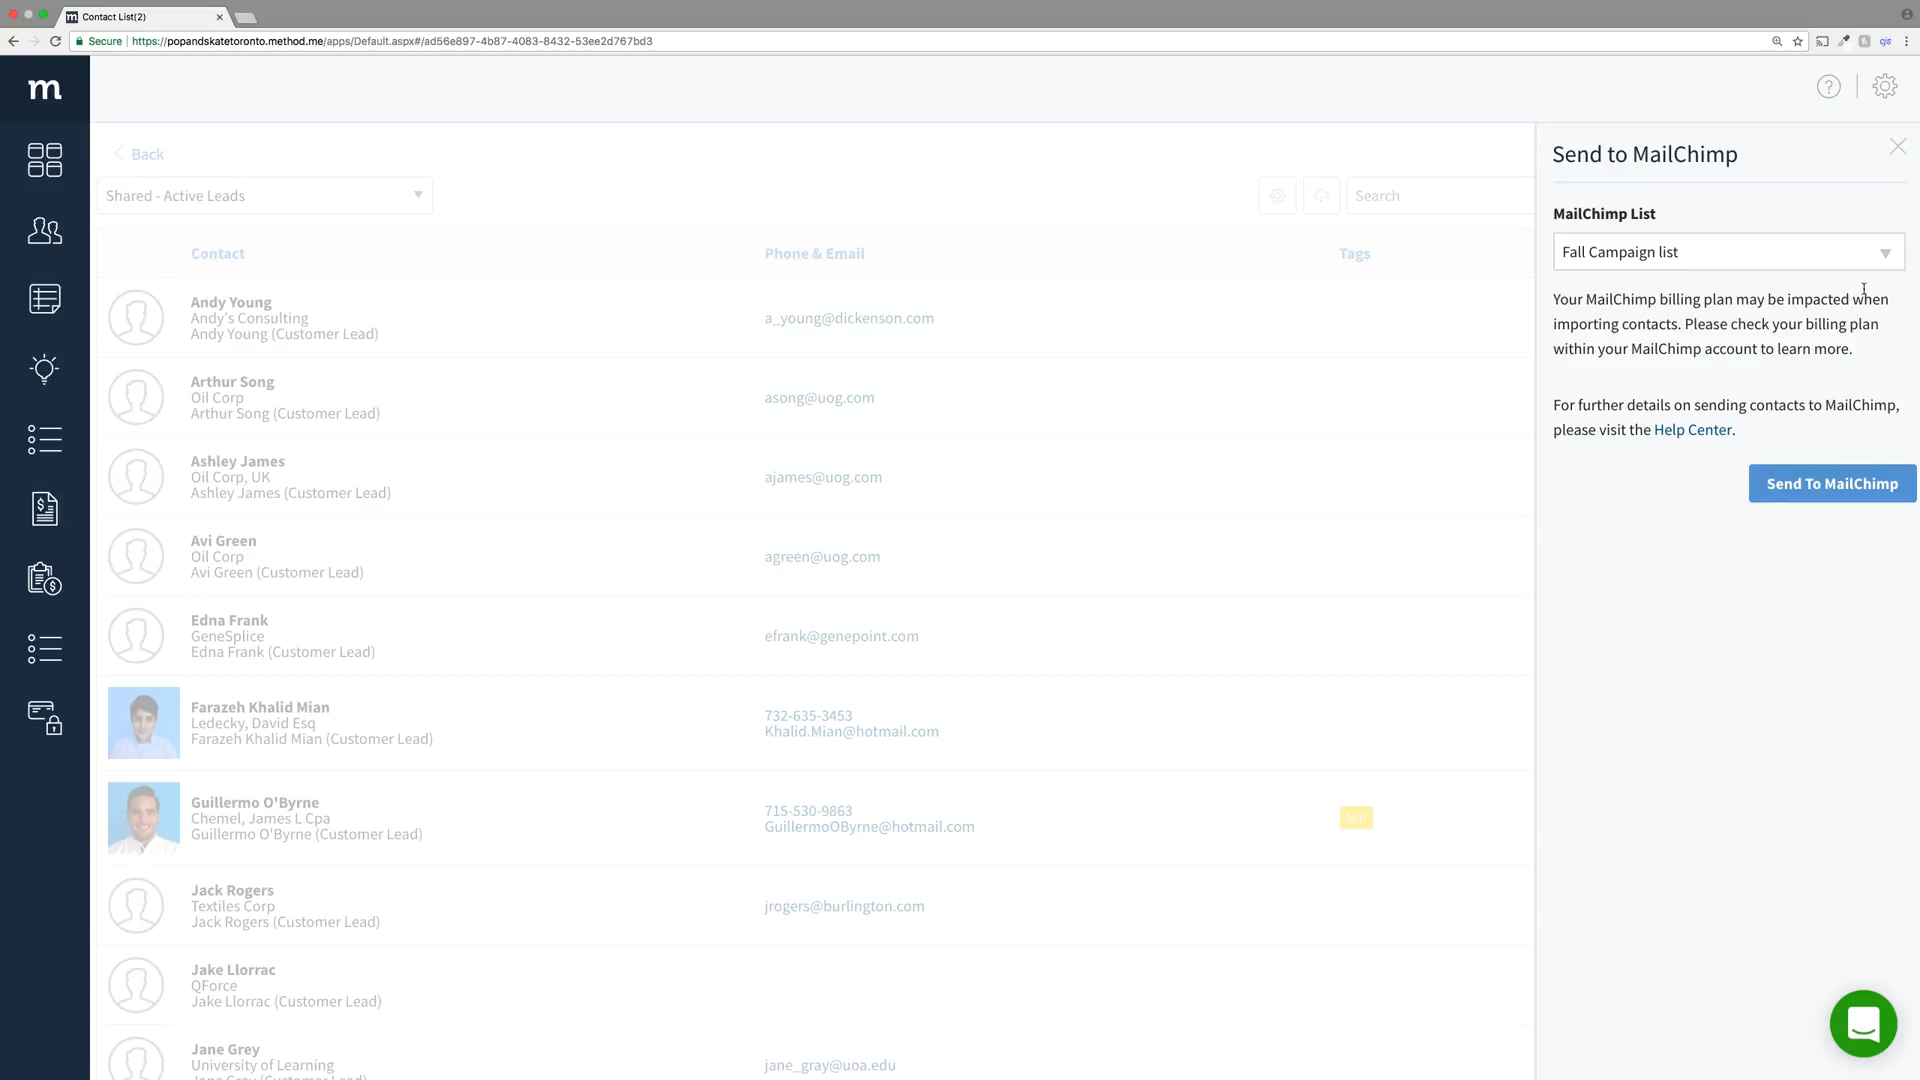 Contact List(2)
Secure https://popandskatetoronto.method.me/apps/Default.aspx#/ad56e897-4b87-4083-8432-53ee2d767bd3
cjs
m
Back
Shared - Active Leads
Search
Contact Phone & Email Tags
Andy Young
Andy's Consulting
Andy Young (Customer Lead)
a_young@dickenson.com
Arthur Song
Oil Corp
Arthur Song (Customer Lead)
asong@uog.com
Ashley James
Oil Corp, UK
Ashley James (Customer Lead)
ajames@uog.com
Avi Green
Oil Corp
Avi Green (Customer Lead)
agreen@uog.com
Edna Frank
GeneSplice
Edna Frank (Customer Lead)
efrank@genepoint.com
Farazeh Khalid Mian
Ledecky, David Esq
Farazeh Khalid Mian (Customer Lead)
732-635-3453
Khalid.Mian@hotmail.com
Guillermo O'Byrne
Chemel, James L Cpa
Guillermo O'Byrne (Customer Lead)
715-530-9863
GuillermoOByrne@hotmail.com
Jack Rogers
Textiles Corp
Jack Rogers (Customer Lead)
jrogers@burlington.com
Jake Llorrac
QForce
Jake Llorrac (Customer Lead)
Jane Grey
University of Learning
Jane Grey (Customer Lead)
jane_gray@uoa.edu
Send to MailChimp
MailChimp List
Fall Campaign list
Your MailChimp billing plan may be impacted when
importing contacts. Please check your billing plan
within your MailChimp account to learn more.
For further details on sending contacts to MailChimp,
please visit the Help Center.
Send To MailChimp